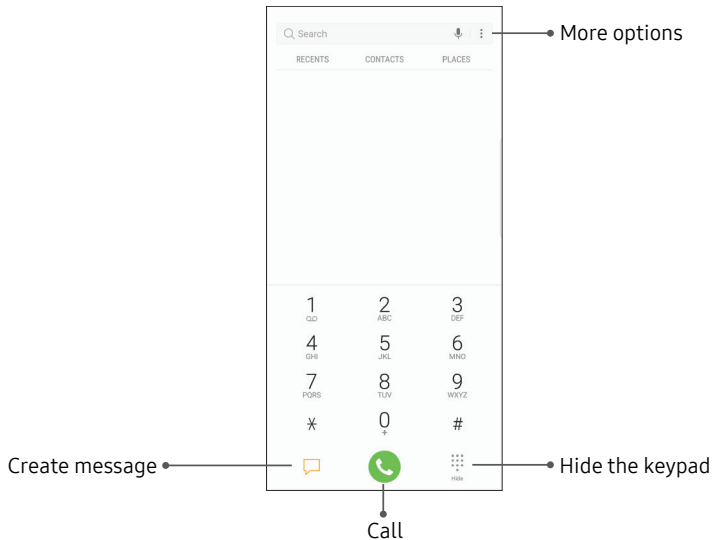 Search
More options
RECENTS CONTACTS PLACES
1 2 3
ABC DEF
4 5 6
GHI JKL MNO
7 8 9
PQRS TUV WXYZ
* 0 #
+
Create message
Hide the keypad
Hide
Call